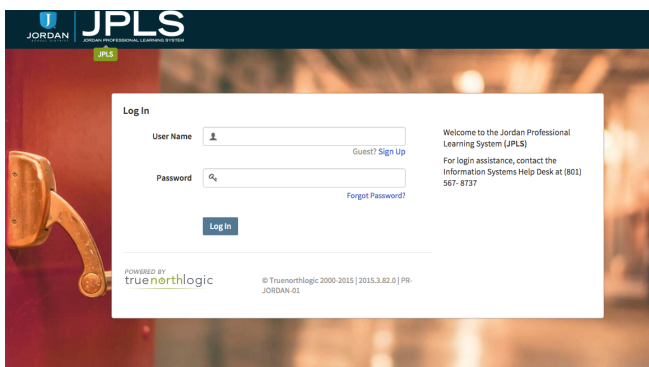 JORDAN
SCHOOL DISTRICT
JPLS
JORDAN PROFESSIONAL LEARNING SYSTEM
JPLS
Log In
User Name
Guest? Sign Up
Password
Forgot Password?
Log In
Welcome to the Jordan Professional
Learning System (JPLS)
For login assistance, contact the
Information Systems Help Desk at (801)
567- 8737
POWERED BY
truenorthlogic
© Truenorthlogic 2000-2015 | 2015.3.82.0 | PR-
JORDAN-01